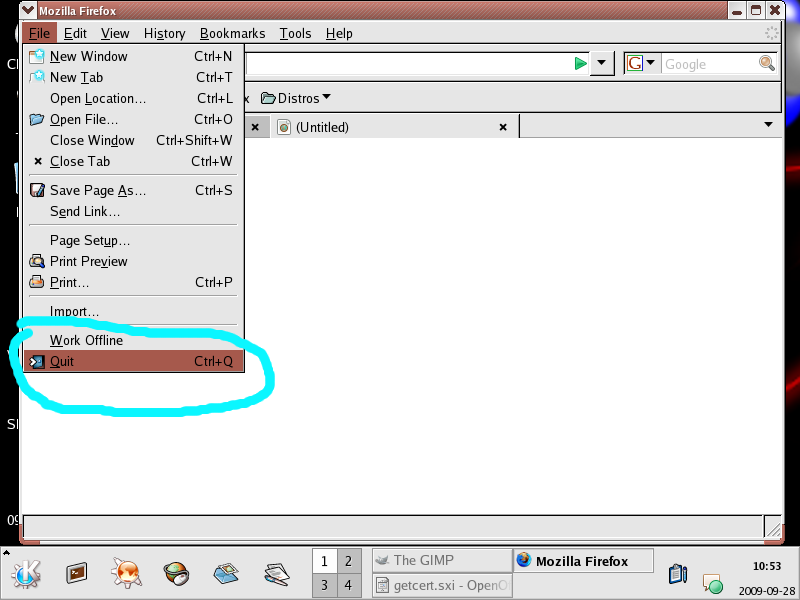 Mozilla Firefox
File Edit View History Bookmarks Tools Help
New Window Ctrl+N
New Tab Ctrl+T
Google
Open Location... Ctrl+L
Distros
Open File... Ctrl+O
(Untitled)
Close Window Ctrl+Shift+W
Close Tab Ctrl+W
Save Page As... Ctrl+S
Send Link...
Page Setup...
Print Preview
Print... Ctrl+P
Import...
Work Offline
Quit Ctrl+Q
1 2
3 4
The GIMP
Mozilla Firefox
getcert.sxi - OpenO
10:53
2009-09-28